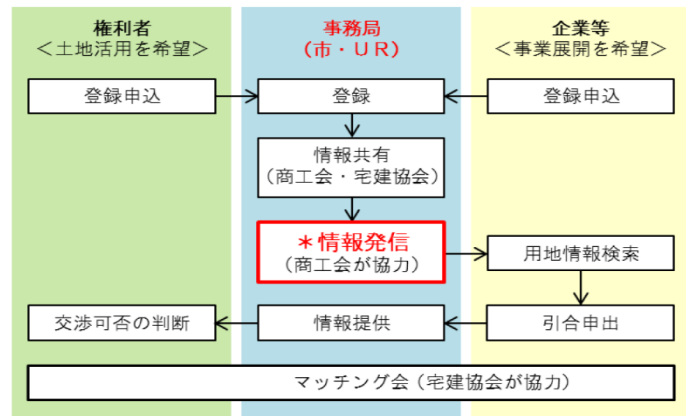 権利者
＜土地活用を希望＞
事務局
（市・ＵＲ）
企業等
＜事業展開を希望＞
登録申込
登録
登録申込
情報共有
（商工会・宅建協会）
＊情報発信
（商工会が協力）
用地情報検索
交渉可否の判断
情報提供
引合申出
マッチング会（宅建協会が協力）